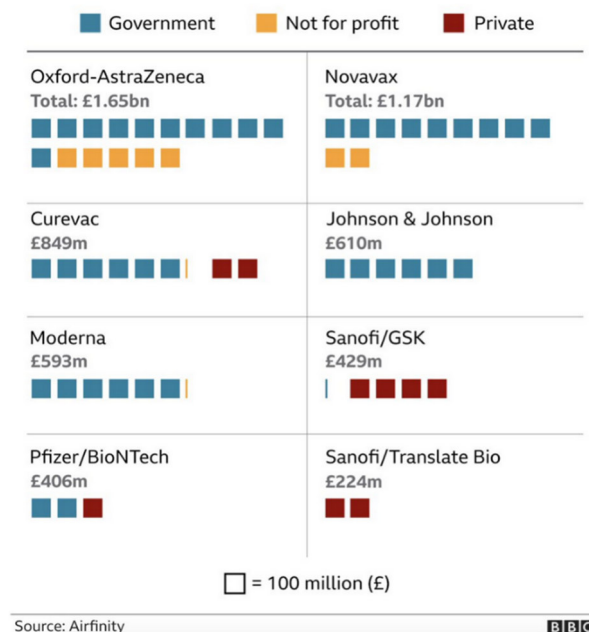 Government Not for profit Private
Oxford-AstraZeneca
Total: £1.65bn
Novavax
Total: £1.17bn
Curevac
£849m
Johnson & Johnson
£610m
Moderna
£593m
Sanofi/GSK
£429m
Pfizer/BioNTech
£406m
Sanofi/Translate Bio
£224m
= 100 million (£)
Source: Airfinity
BBC